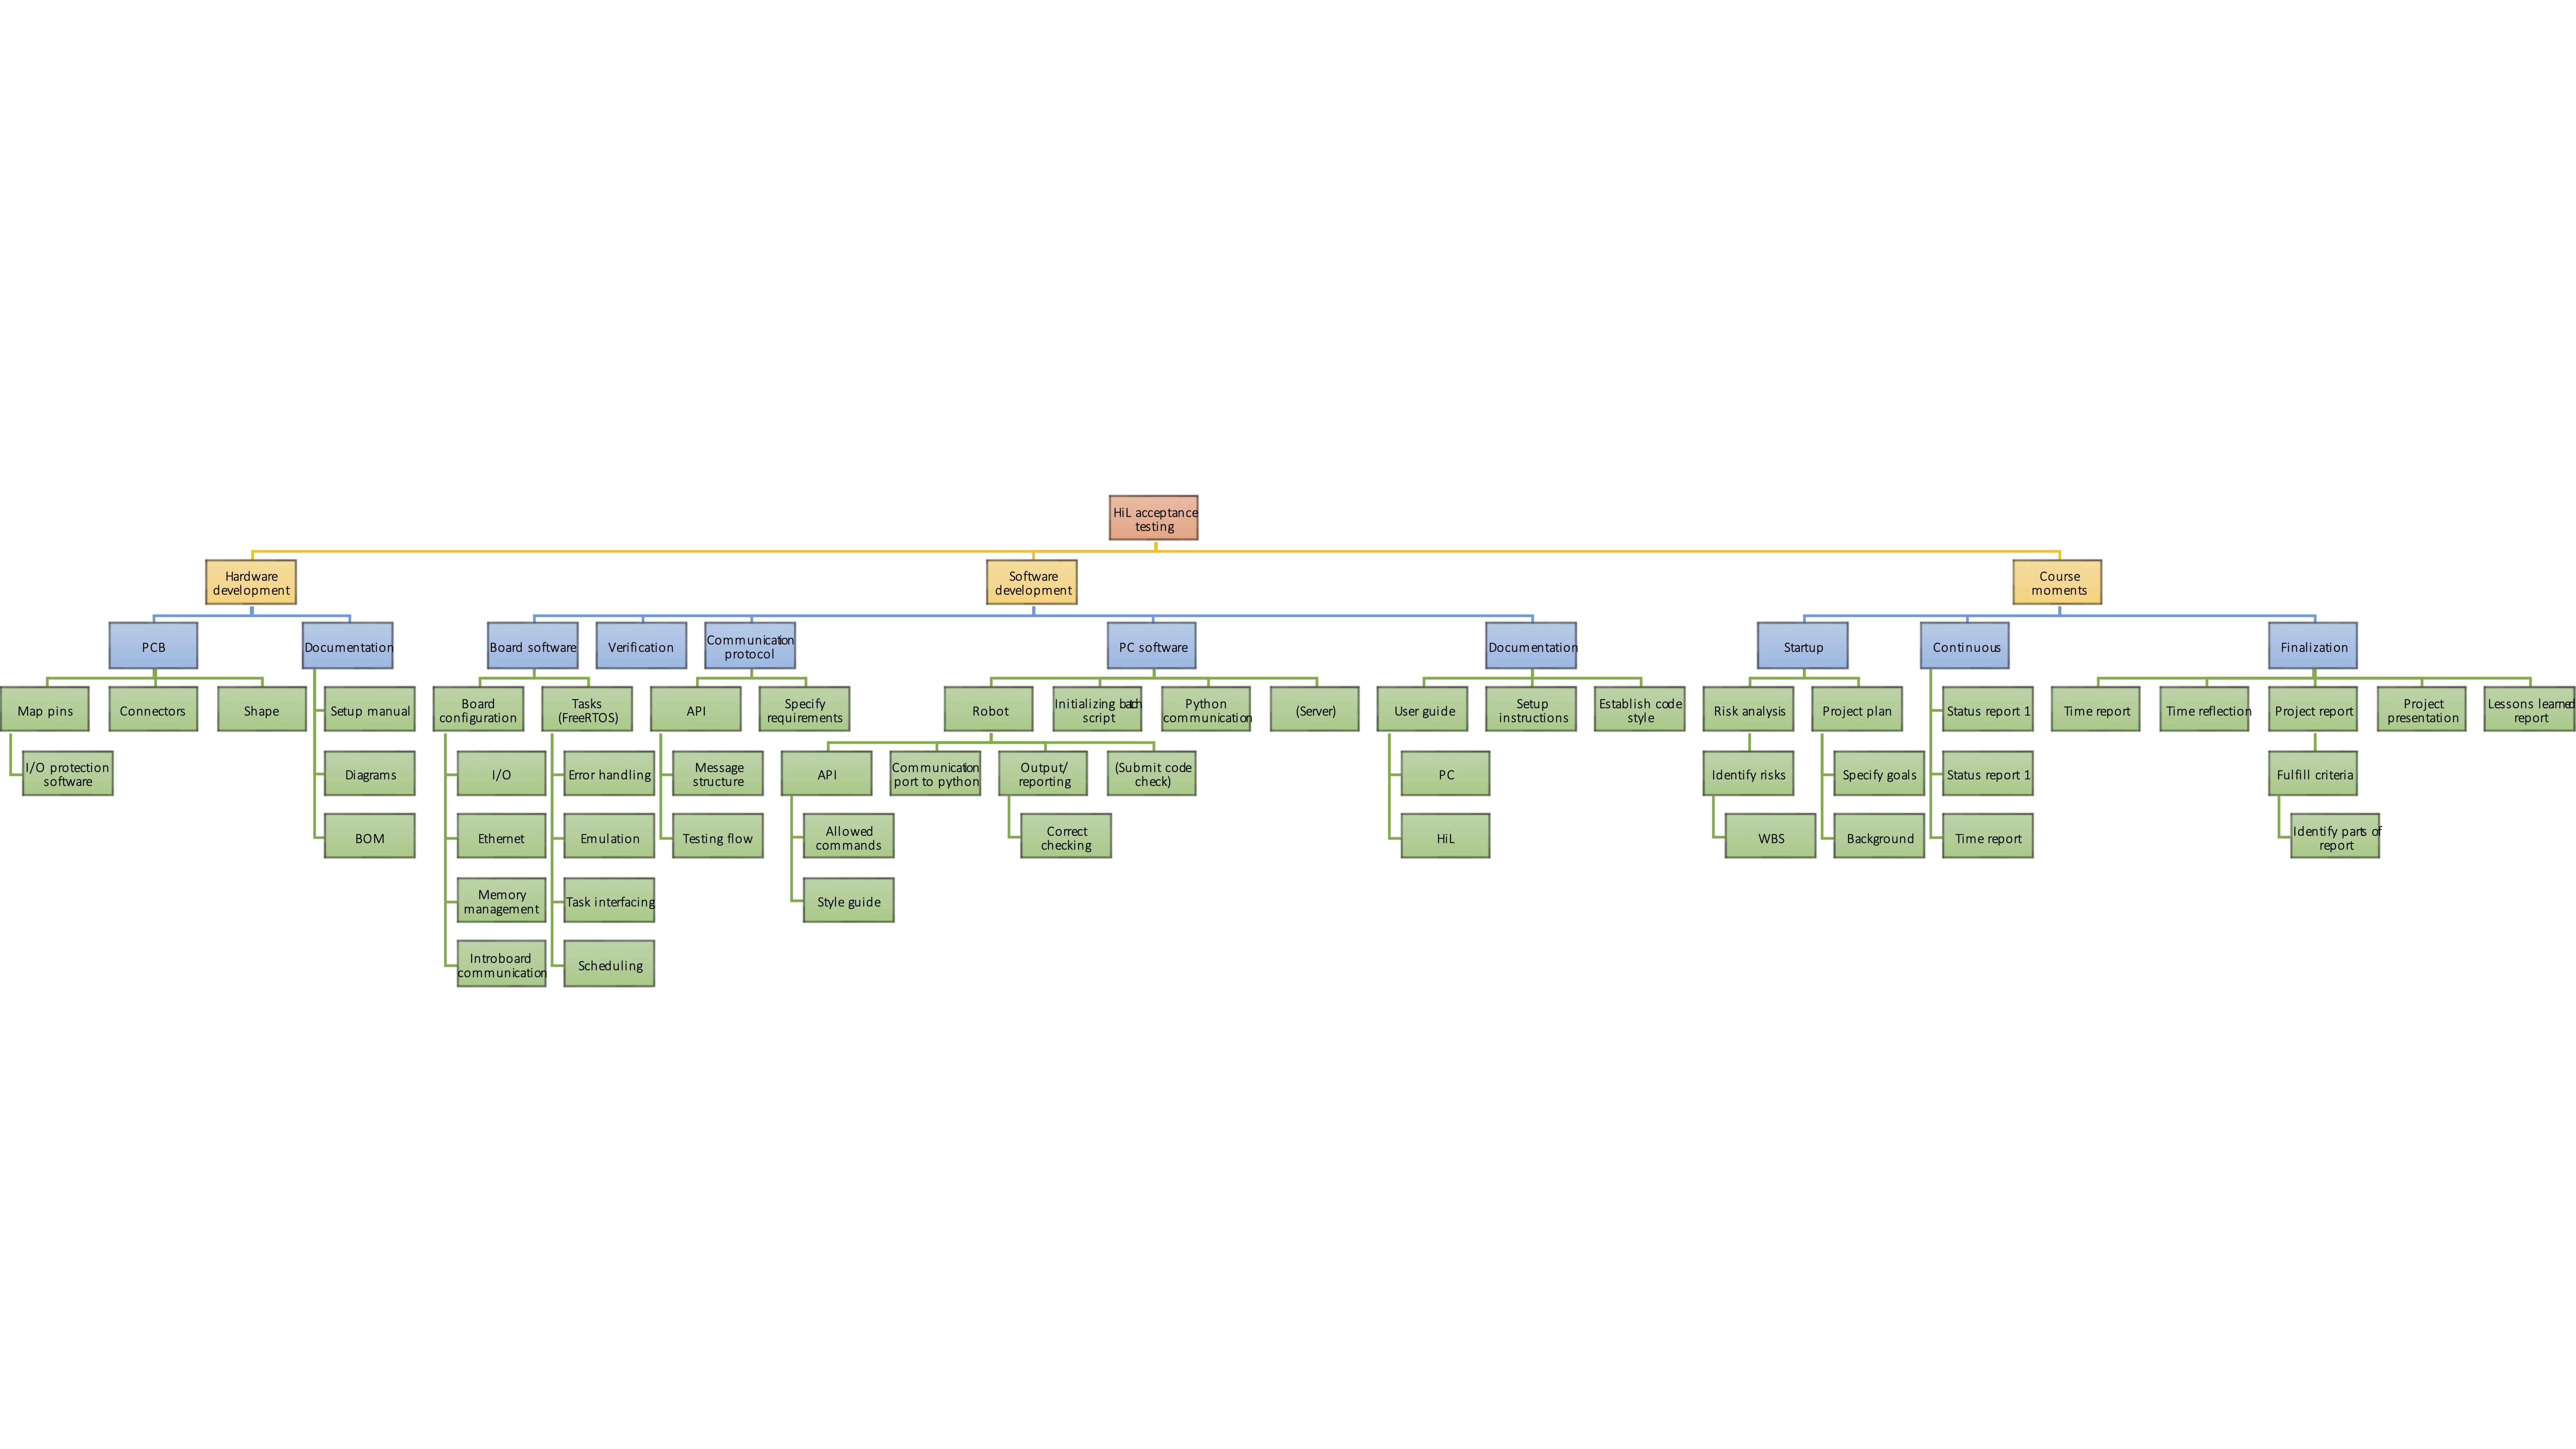 HiL acceptance
testing
Hardware
development
Software
development
Course
moments
PCB
Documentation
Board software
Verification
Communication
protocol
PC software
Documentation
Startup
Continuous
Finalization
Map pins
Connectors
Shape
Setup manual
Board
configuration
Tasks
(FreeRTOS)
API
Specify
requirements
Robot
Initializing batch
script
Python
communication
(Server)
User guide
Setup
instructions
Establish code
style
Risk analysis
Project plan
Status report 1
Time report
Time reflection
Project report
Project
presentation
Lessons learned
report
I/O protection
software
Diagrams
I/O
Error handling
Message
structure
API
Communication
port to python
Output/
reporting
(Submit code
check)
PC
Identify risks
Specify goals
Status report 1
Fulfill criteria
BOM
Ethernet
Emulation
Testing flow
Allowed
commands
Correct
checking
HiL
WBS
Background
Time report
Identify parts of
report
Memory
management
Task interfacing
Style guide
Introboard
communication
Scheduling